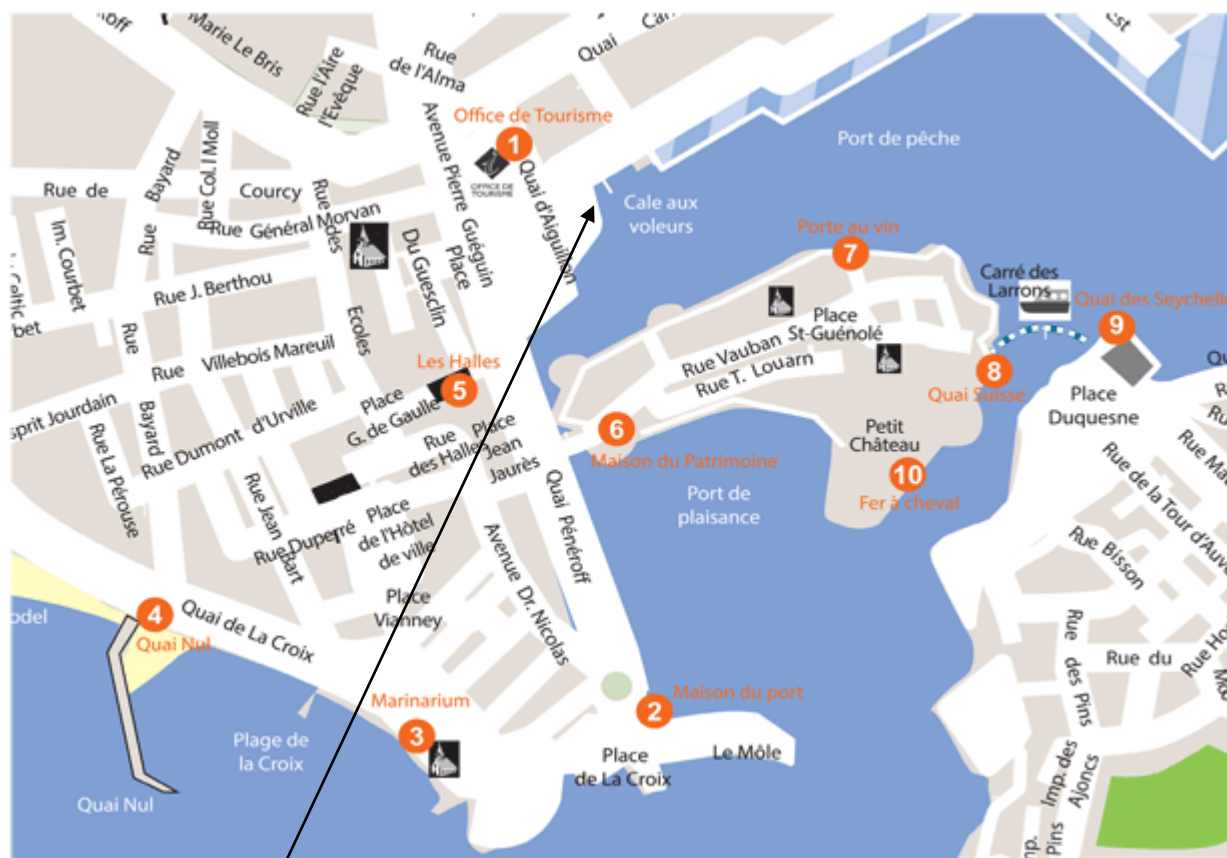 Marie Le Bris
Rue
de l'Alma
Quai
Rue l'Aire
l'Evêque
Office de Tourisme
1
OFFICE DE
TOURISME
Avenue Pierre Guéguin
Quai d'Aiguillon
Port de pêche
Cale aux
voleurs
Rue de
Courcy
Rue Bayard
Rue Col. I Moll
Rue Général Morvan
Rue des
Ecoles
Im. Courbet
Rue J. Berthou
Place
Du Guesclin
Porte au vin
7
Carré des
Larrons
Quai des Seychelle
9
Place
St-Guénolé
Rue Vauban
Rue T. Louarn
8
Quai Suisse
Place
Duquesne
Rue Villebois Mareuil
Les Halles
5
Place
G. de Gaulle
Rue
des Halles
Place
Jean
Jaurès
6
Maison du Patrimoine
Petit
Château
10
Fer à cheval
Port de
plaisance
sprit Jourdain
Rue Bayard
Rue La Pérouse
Rue Dumont d'Urville
Rue Jean Bart
Rue Duperré
Place
de l'Hôtel
de ville
Quai Pénéroff
Avenue Dr. Nicolas
Place
Vianney
Rue de la Tour d'Auve
Rue Bisson
Rue
des Pins
Rue du
4
Quai Nul
Quai de La Croix
odel
Marinarium
3
2
Maison du port
Plage de
la Croix
Place
de La Croix
Le Môle
Quai Nul
Imp. des
Ajoncs
Pins